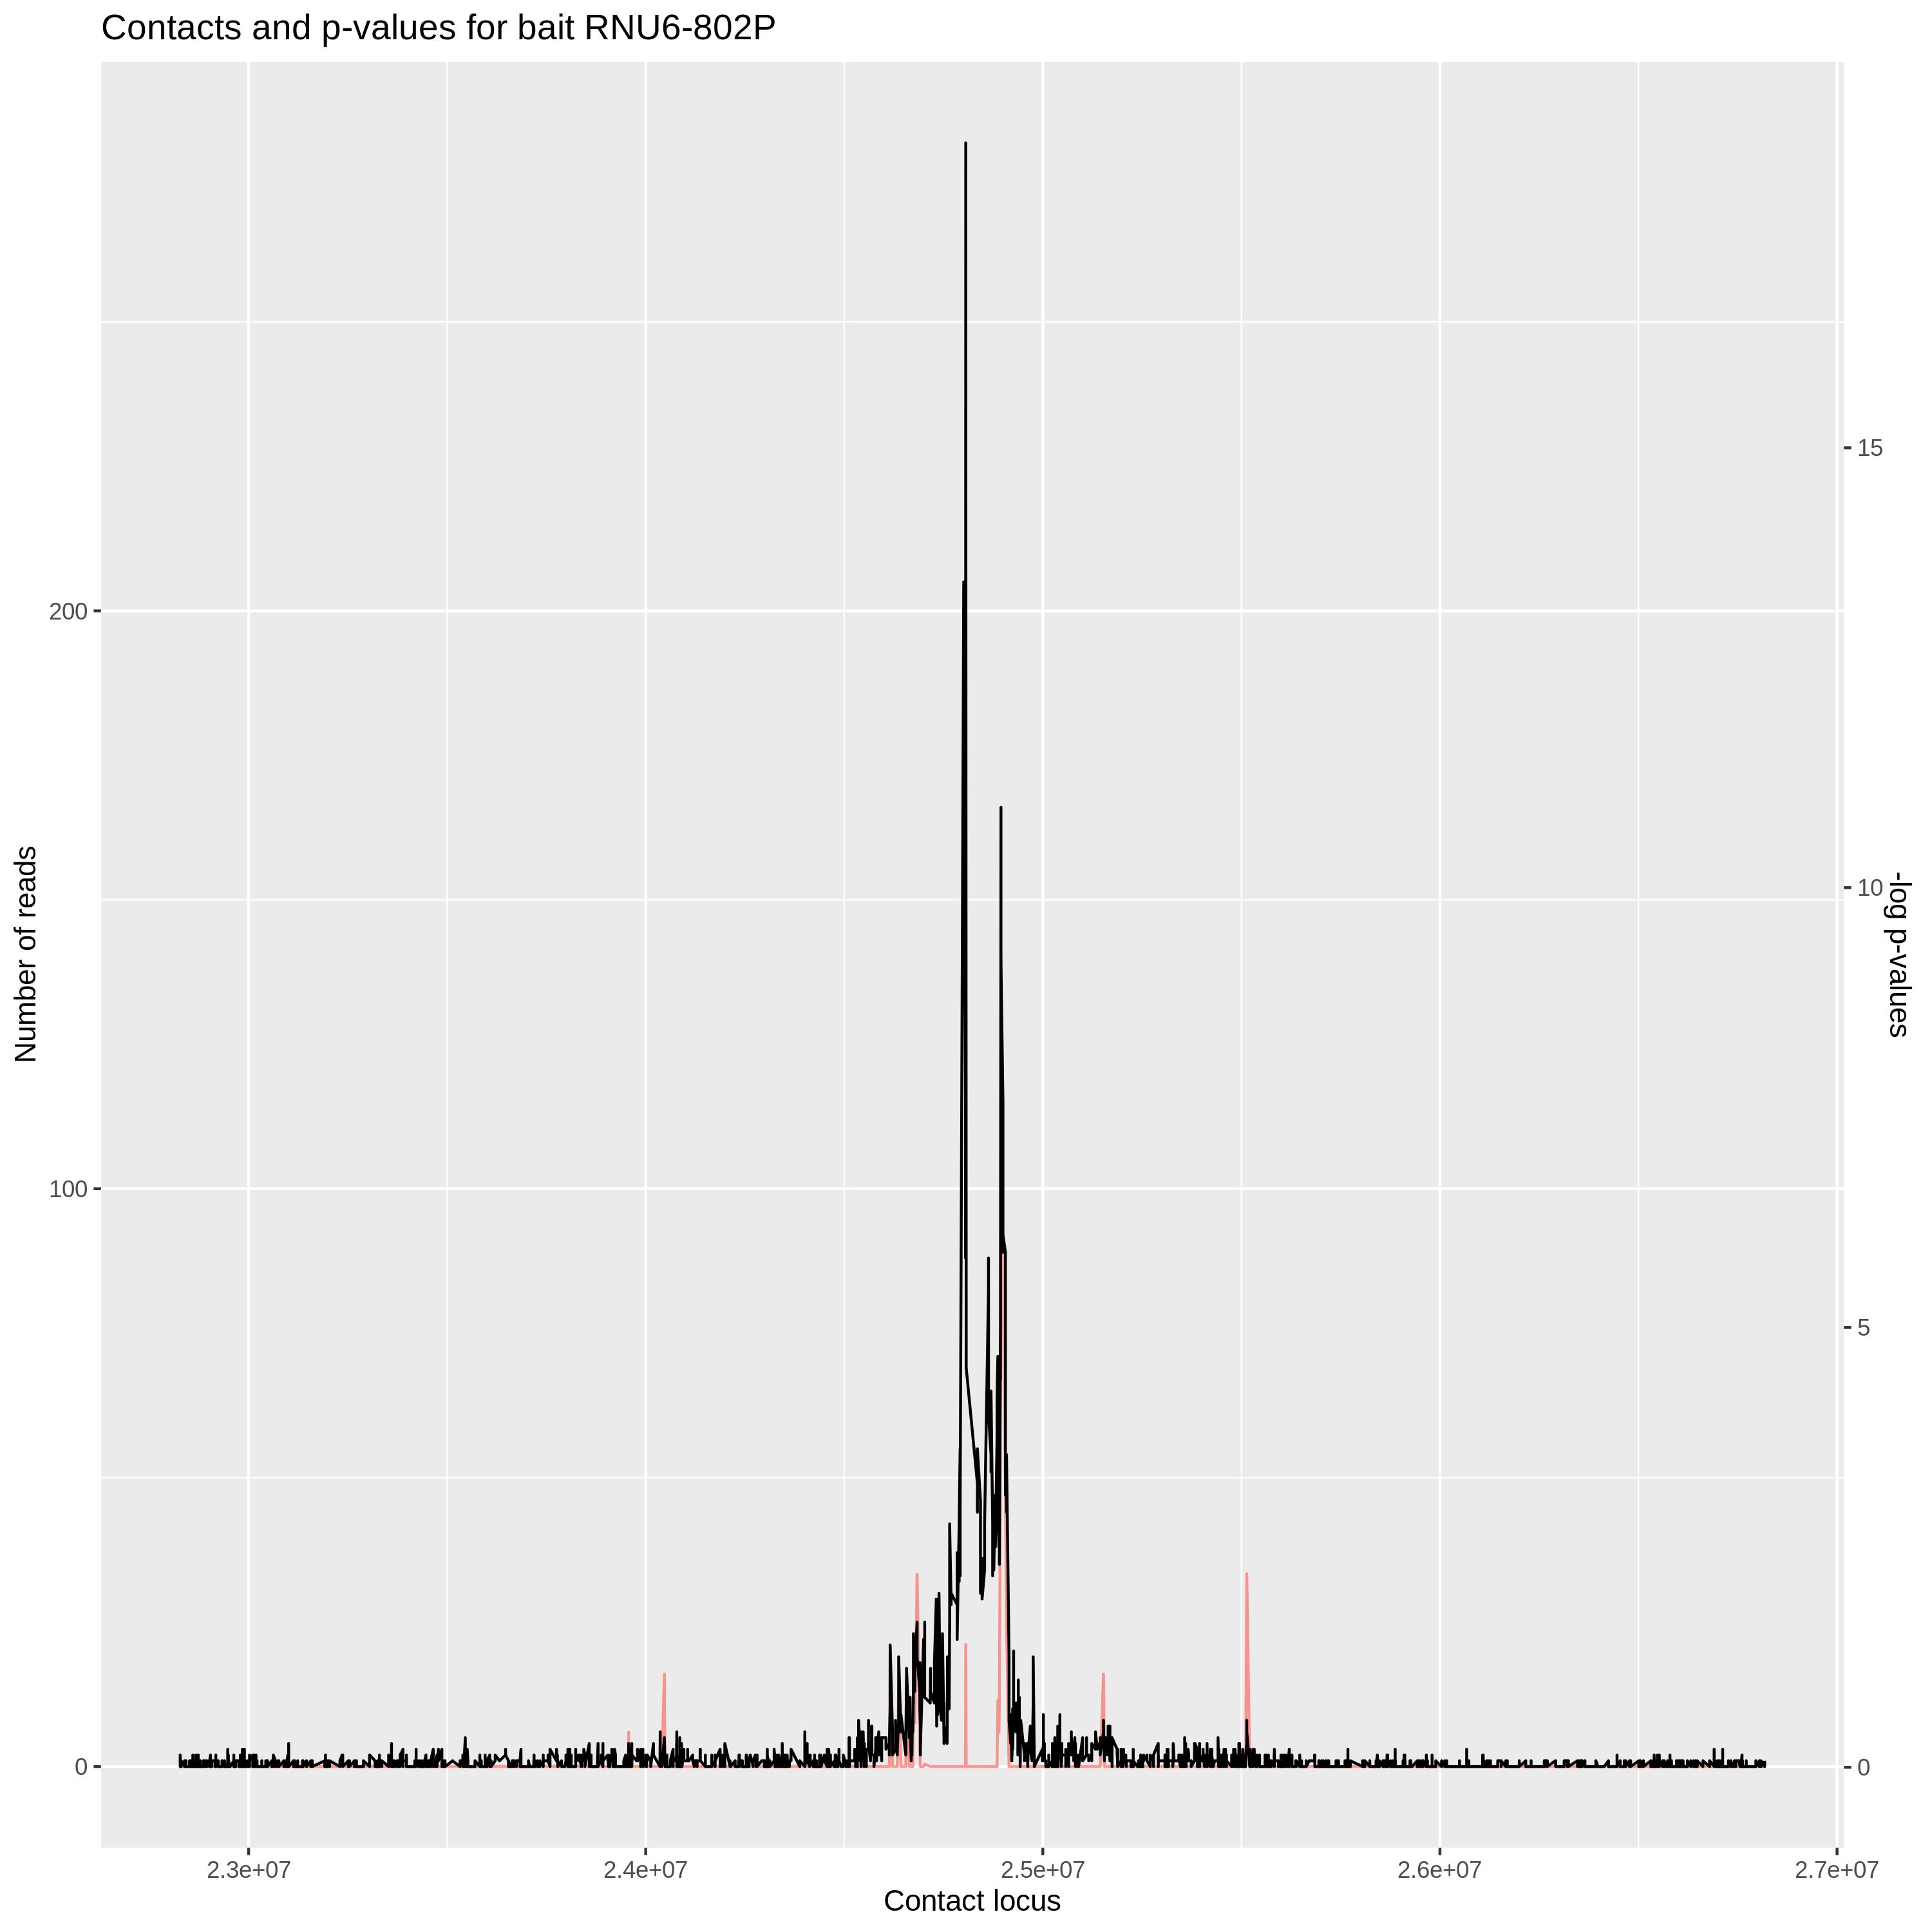 Contacts and p-values for bait RNU6-802P
Number of reads
200
100
0
15
10
5
0
-log p-values
2.3e+07
2.4e+07
2.5e+07
2.6e+07
2.7e+07
Contact locus